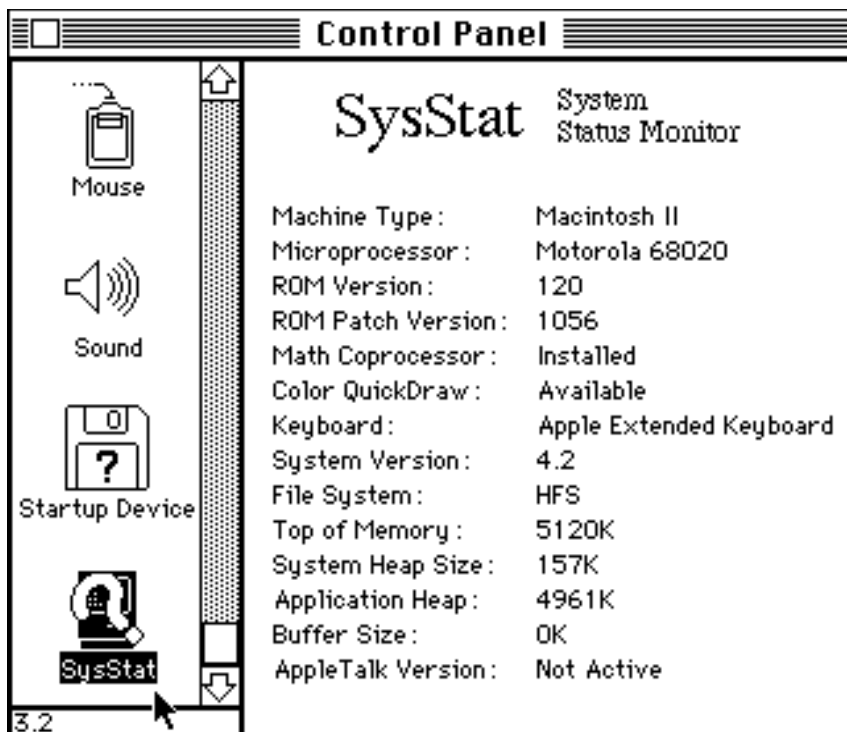 Control Panel
Mouse
Sound
0
?
Startup Device
SysStat
3.2
SysStat System
Status Monitor
Machine Type: Macintosh II
Microprocessor: Motorola 68020
ROM Version: 120
ROM Patch Version: 1056
Math Coprocessor: Installed
Color QuickDraw: Available
Keyboard: Apple Extended Keyboard
System Version: 4.2
File System: HFS
Top of Memory: 5120K
System Heap Size: 157K
Application Heap: 4961K
Buffer Size: 0K
AppleTalk Version: Not Active